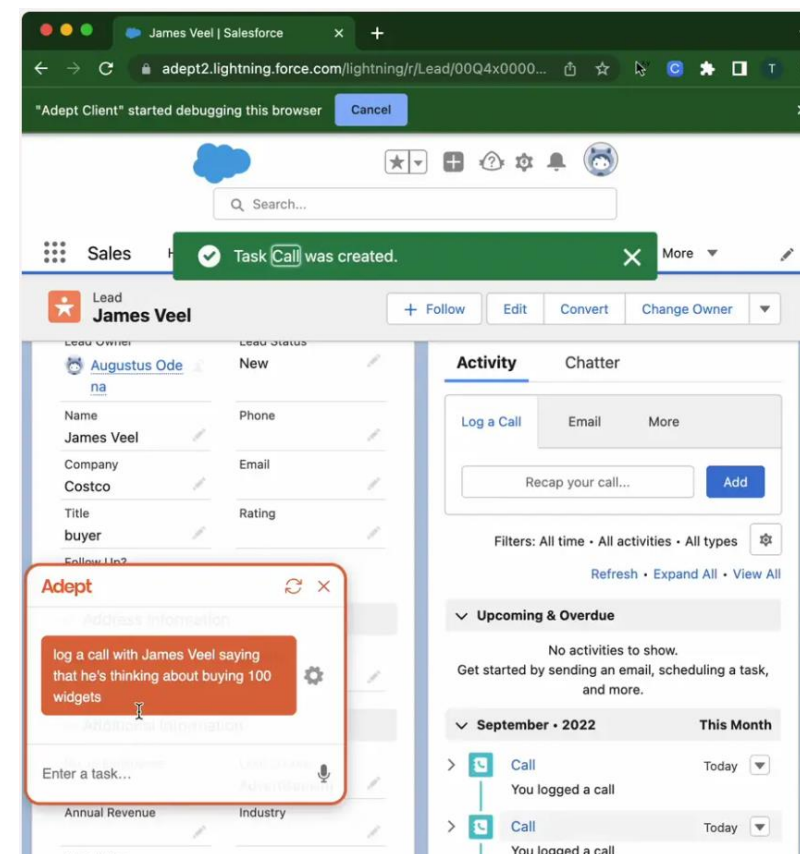 James Veel | Salesforce
adept2.lightning.force.com/lightning/r/Lead/00Q4x0000...
C
T
"Adept Client" started debugging this browser
Cancel
Search...
Sales
Task Call was created.
More
Lead
James Veel
Follow
Edit
Convert
Change Owner
Lead Owner
Lead Status
Augustus Ode
na
New
Name
Phone
James Veel
Company
Email
Costco
Title
Rating
buyer
Follow Up?
Adept
Address Information
log a call with James Veel saying
that he's thinking about buying 100
widgets
Additional Information
Enter a task...
Annual Revenue
Industry
Activity
Chatter
Log a Call
Email
More
Recap your call...
Add
Filters: All time • All activities • All types
Refresh • Expand All • View All
Upcoming & Overdue
No activities to show.
Get started by sending an email, scheduling a task,
and more.
September • 2022
This Month
Call
Today
You logged a call
Call
Today
You logged a call